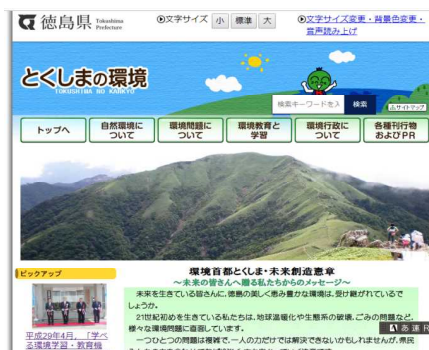 徳島県 Tokushima Prefecture
文字サイズ 小 標準 大
文字サイズ変更・背景色変更・
音声読み上げ
とくしまの環境
TOKUSHIMA NO KANKYO
検索キーワードを入 検索
サイトマップ
トップへ
自然環境に
ついて
環境問題に
ついて
環境教育と
学習
環境行政に
ついて
各種刊行物
およびPR
ピックアップ
平成29年4月、「学べ
る環境学習・教育機
環境首都とくしま・未来創造憲章
～未来の皆さんへ贈る私たちからのメッセージ～
未来を生きている皆さんに、徳島の美しく恵み豊かな環境は、受け継がれているで
しょうか。
21世紀初めを生きている私たちは、地球温暖化や生態系の破壊、ごみの問題など、
様々な環境問題に直面しています。
一つひとつの問題は複雑で、一人の力だけでは解決できないかもしれませんが、県民